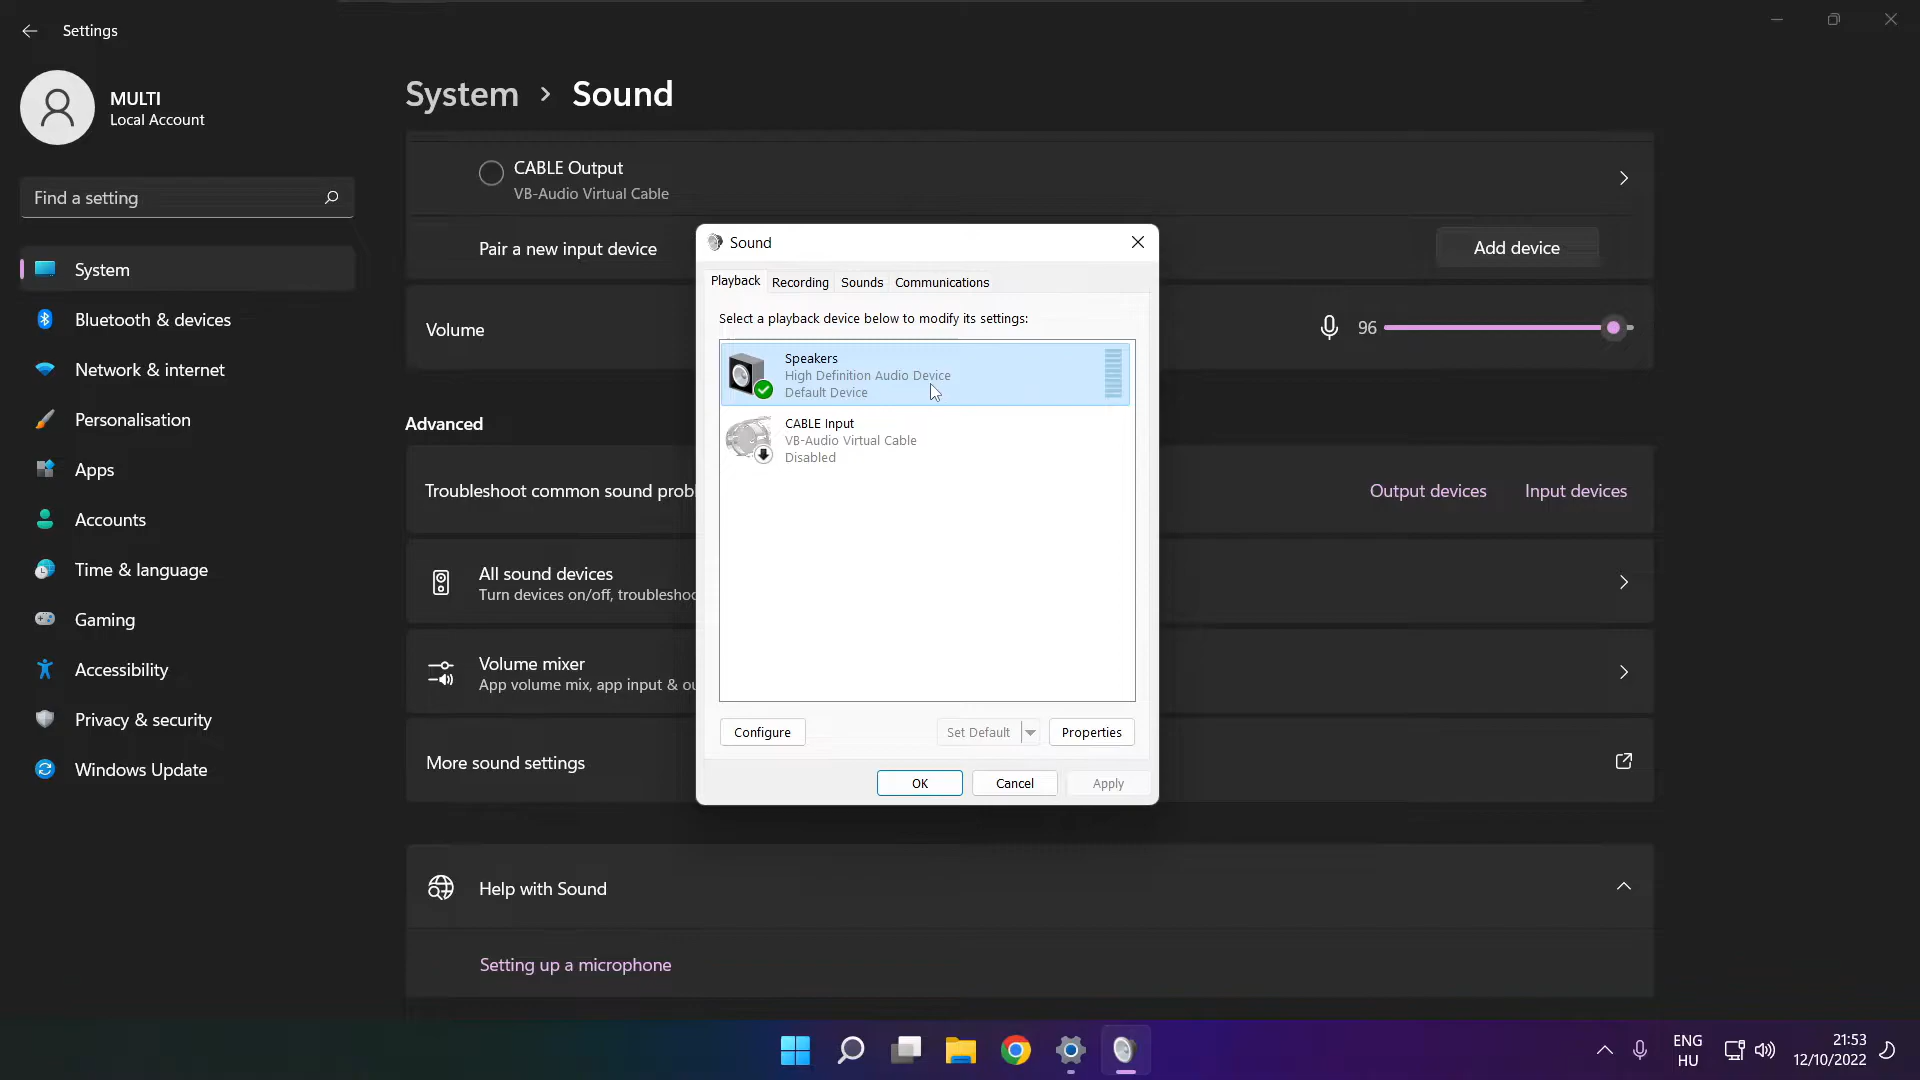 Settings
MULTI
Local Account
Find a setting
System
Bluetooth & devices
Network & internet
Personalisation
Apps
Accounts
Time & language
Gaming
Accessibility
Privacy & security
Windows Update
System › Sound
CABLE Output
VB-Audio Virtual Cable
Pair a new input device
Add device
Volume
96
Advanced
Troubleshoot common sound probl
Output devices
Input devices
All sound devices
Turn devices on/off, troubleshoo
Volume mixer
App volume mix, app input & ou
More sound settings
Help with Sound
Setting up a microphone
Sound
Playback
Recording
Sounds
Communications
Select a playback device below to modify its settings:
Speakers
High Definition Audio Device
Default Device
CABLE Input
VB-Audio Virtual Cable
Disabled
Configure
Set Default
Properties
OK
Cancel
Apply
ENG
HU
21:53
12/10/2022